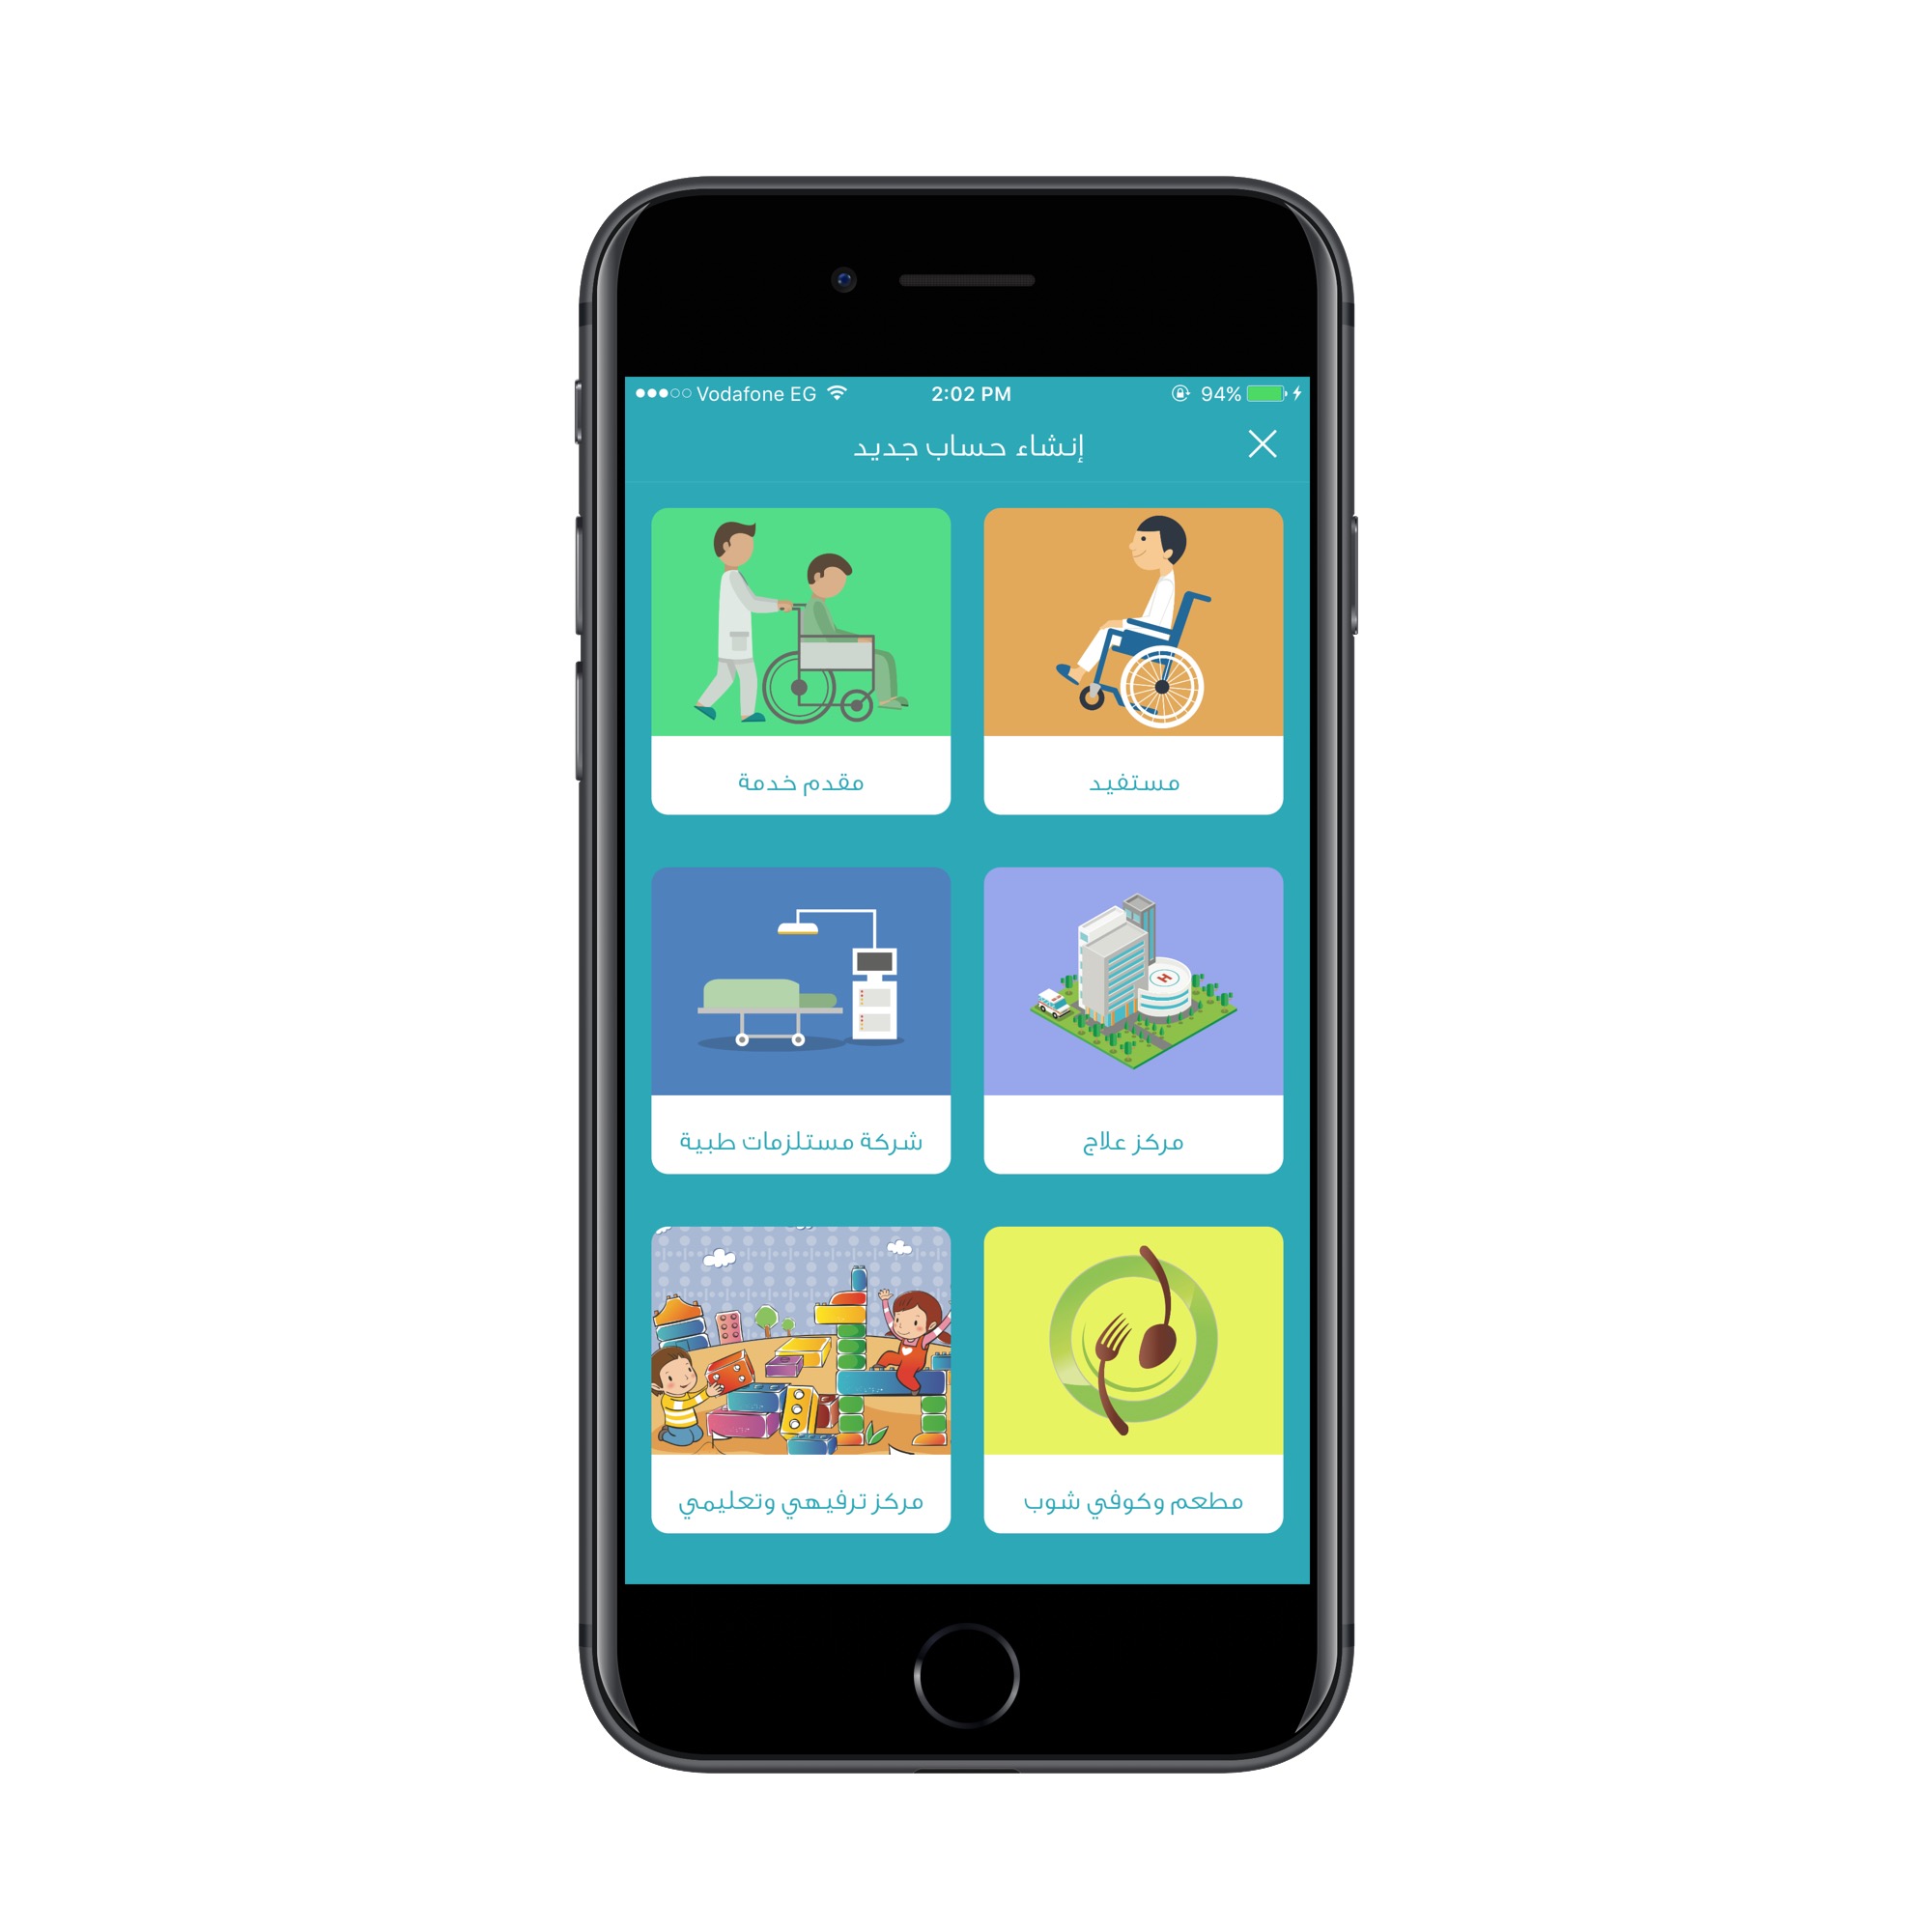 Vodafone EG 2:02 PM 94%
إنشاء حساب جديد
مستفيد
مقدم خدمة
مركز علاج
شركة مستلزمات طبية
مطعم وكوفي شوب
مركز ترفيهي وتعليمي